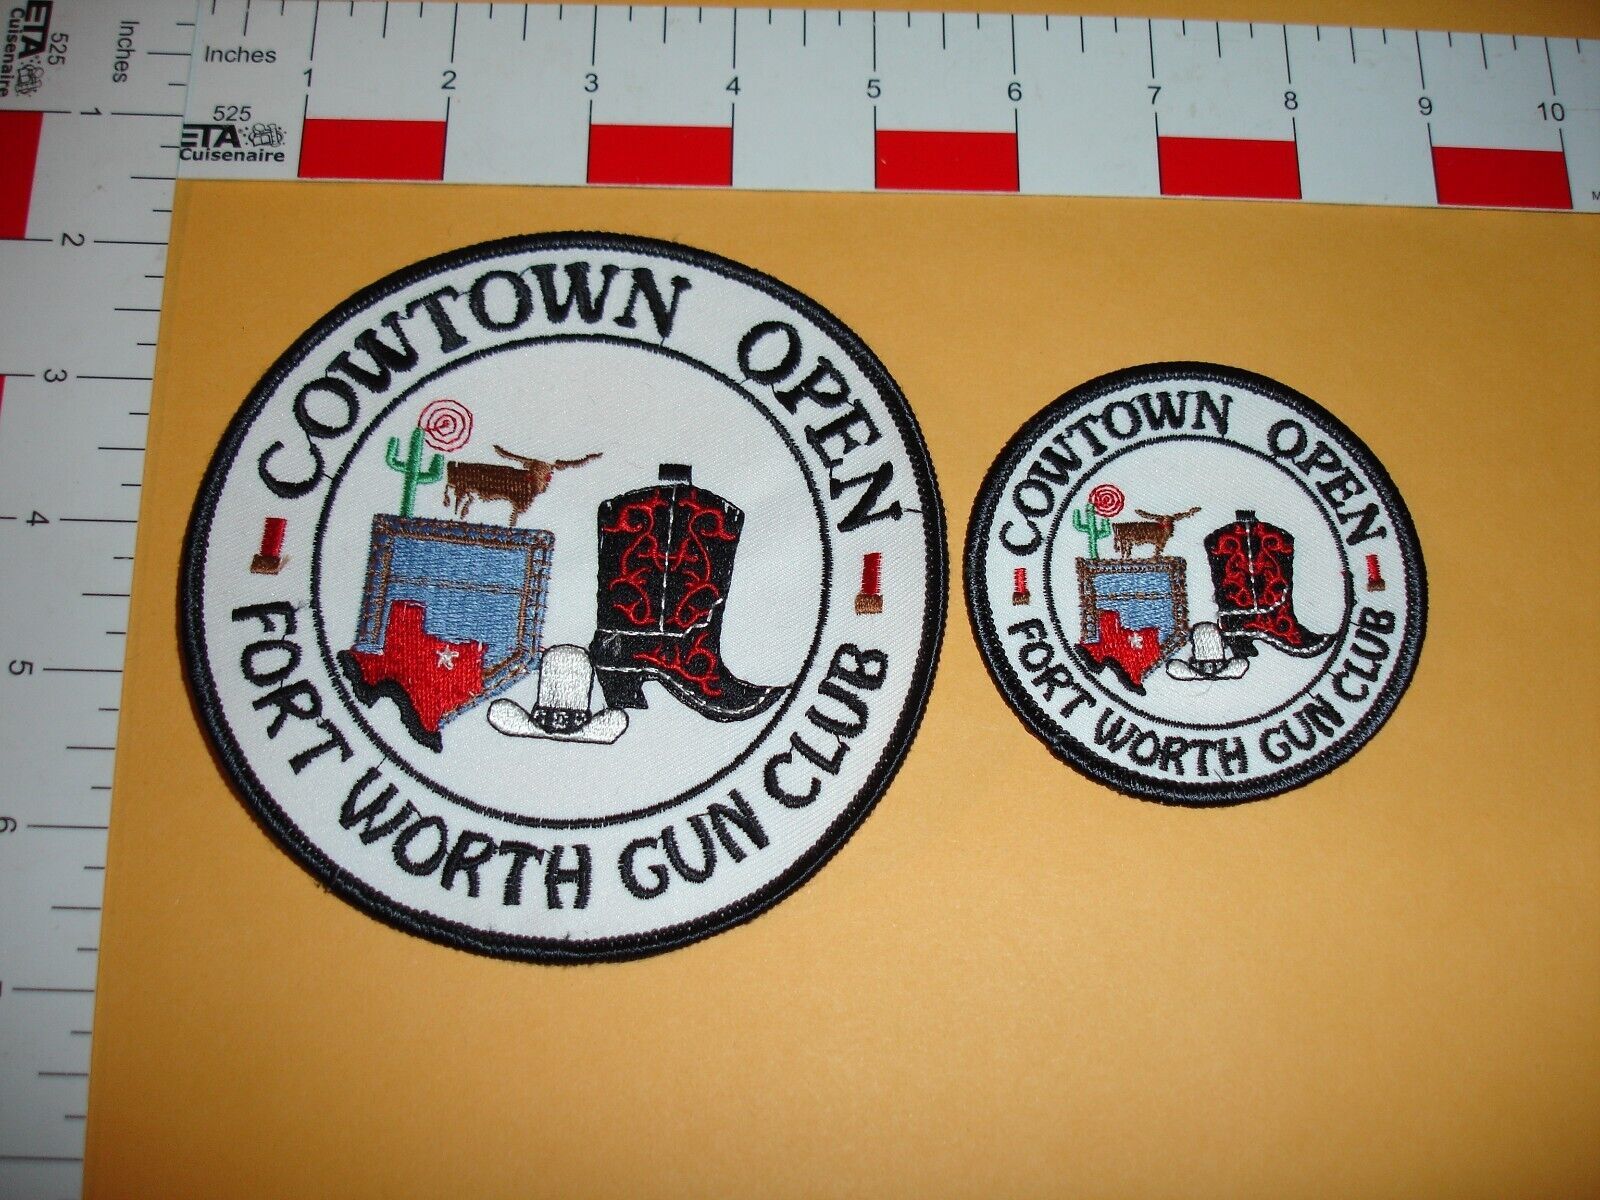 Inches
1 2 3 4 5 6 7 8 9 10
525
ETA
Cuisenaire
M
ETA
Cuisenaire
525
Inches
1
2
3
4
5
6
COWTOWN OPEN
FORT WORTH GUN CLUB
COWTOWN OPEN
FORT WORTH GUN CLUB